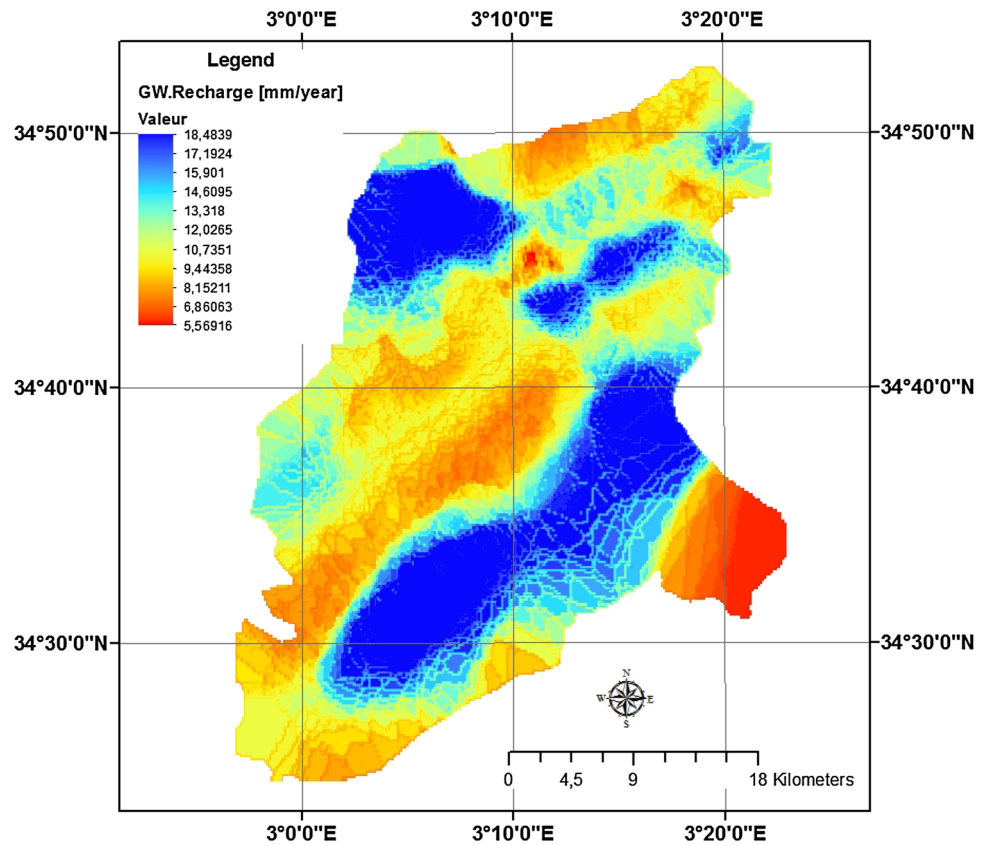 3°0'0"E 3°10'0"E 3°20'0"E
Legend
GW.Recharge [mm/year]
Valeur
18,4839
17,1924
15,901
14,6095
13,318
12,0265
10,7351
9,44358
8,15211
6,86063
5,56916
34°50'0"N 34°50'0"N
34°40'0"N 34°40'0"N
34°30'0"N 34°30'0"N
N
W E
S
0 4,5 9 18 Kilometers
3°0'0"E 3°10'0"E 3°20'0"E